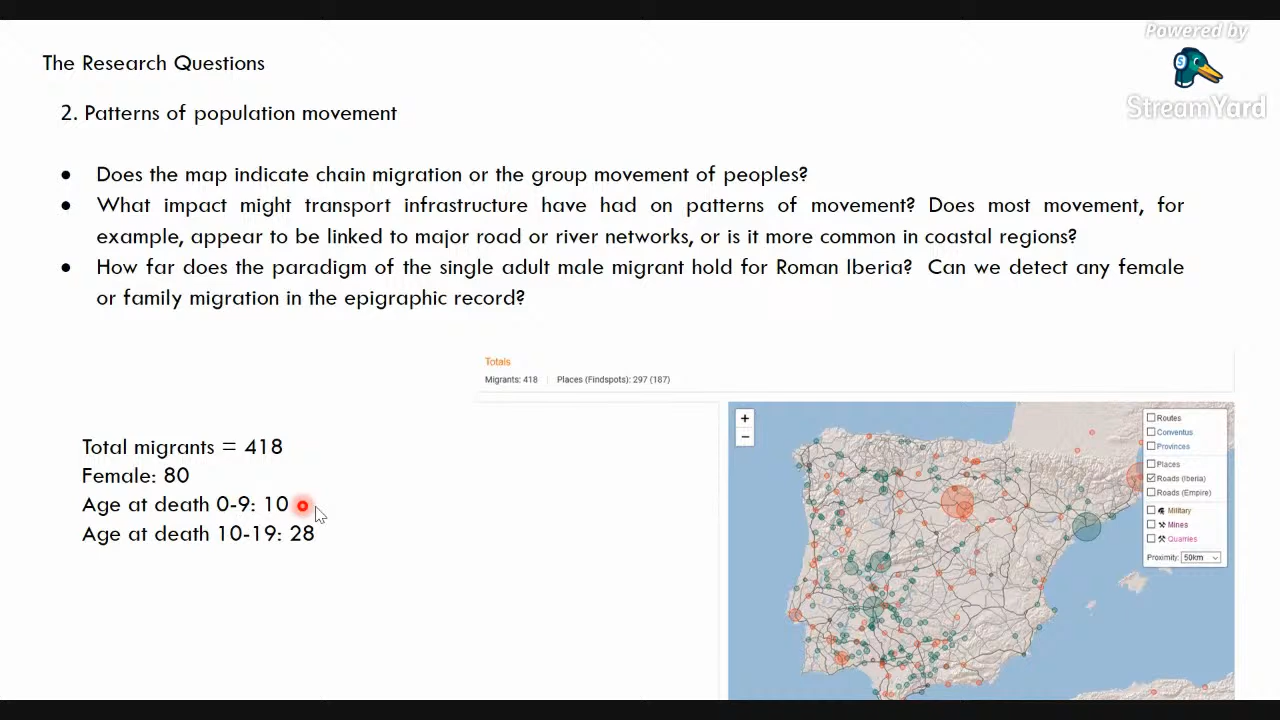 Powered by
StreamYard
The Research Questions
2. Patterns of population movement
● Does the map indicate chain migration or the group movement of peoples?
● What impact might transport infrastructure have had on patterns of movement? Does most movement, for
example, appear to be linked to major road or river networks, or is it more common in coastal regions?
● How far does the paradigm of the single adult male migrant hold for Roman Iberia? Can we detect any female
or family migration in the epigraphic record?
Totals
Migrants: 418 | Places (Findspots): 297 (187)
Total migrants = 418
Female: 80
Age at death 0-9: 10
Age at death 10-19: 28
+
−
Routes
Conventus
Provinces
Places
Roads (Iberia)
Roads (Empire)
Military
Mines
Quarries
Proximity: 50km